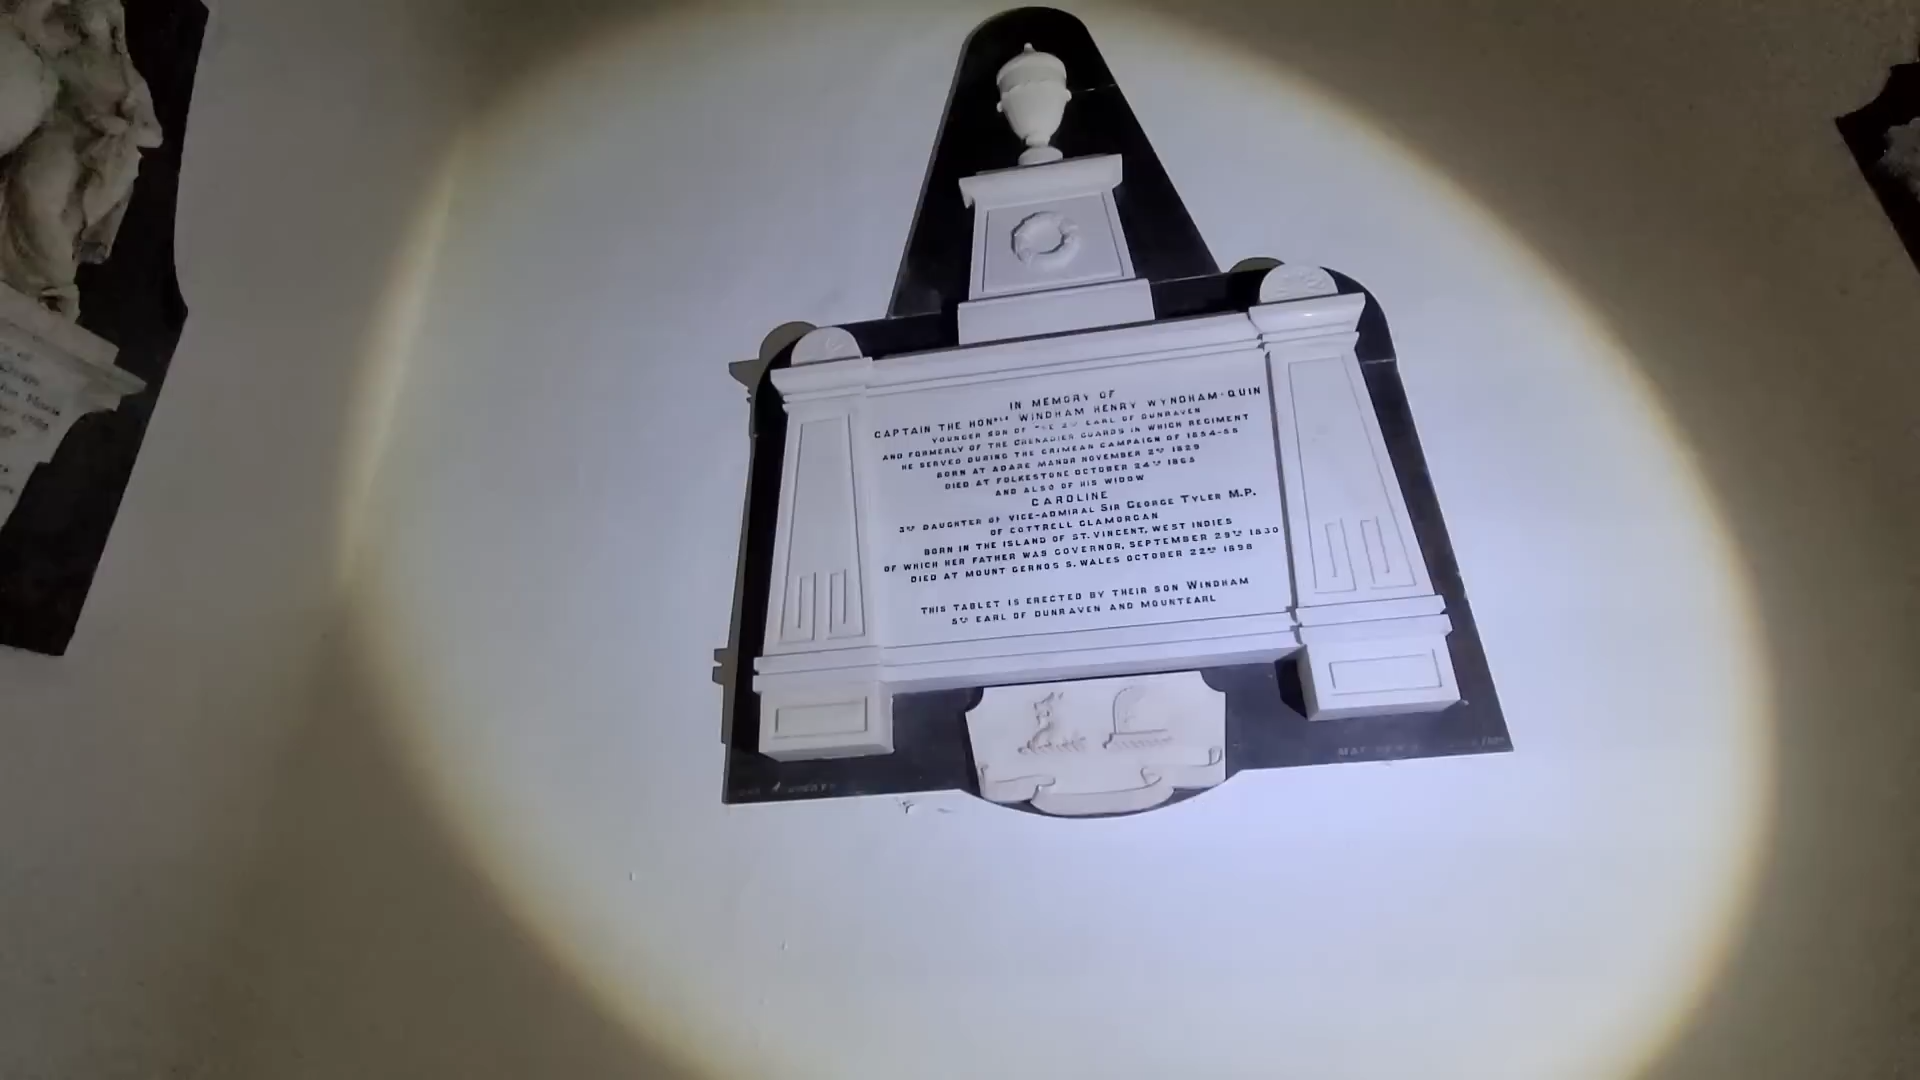 IN MEMORY OF
CAPTAIN THE HONBLE WINDHAM HENRY WYNDHAM-QUIN
YOUNGER SON OF THE 2ND EARL OF DUNRAVEN
AND FORMERLY OF THE GRENADIER GUARDS IN WHICH REGIMENT
HE SERVED DURING THE CRIMEAN CAMPAIGN OF 1854-55
BORN AT ADARE MANOR NOVEMBER 2ND 1829
DIED AT FOLKESTONE OCTOBER 24TH 1865
AND ALSO OF HIS WIDOW
CAROLINE
3RD DAUGHTER OF VICE-ADMIRAL SIR GEORGE TYLER M.P.
OF COTTRELL GLAMORGAN
BORN IN THE ISLAND OF ST. VINCENT, WEST INDIES
OF WHICH HER FATHER WAS GOVERNOR, SEPTEMBER 29TH 1830
DIED AT MOUNT GERNOS S. WALES OCTOBER 22ND 1898
THIS TABLET IS ERECTED BY THEIR SON WINDHAM
5TH EARL OF DUNRAVEN AND MOUNTEARL